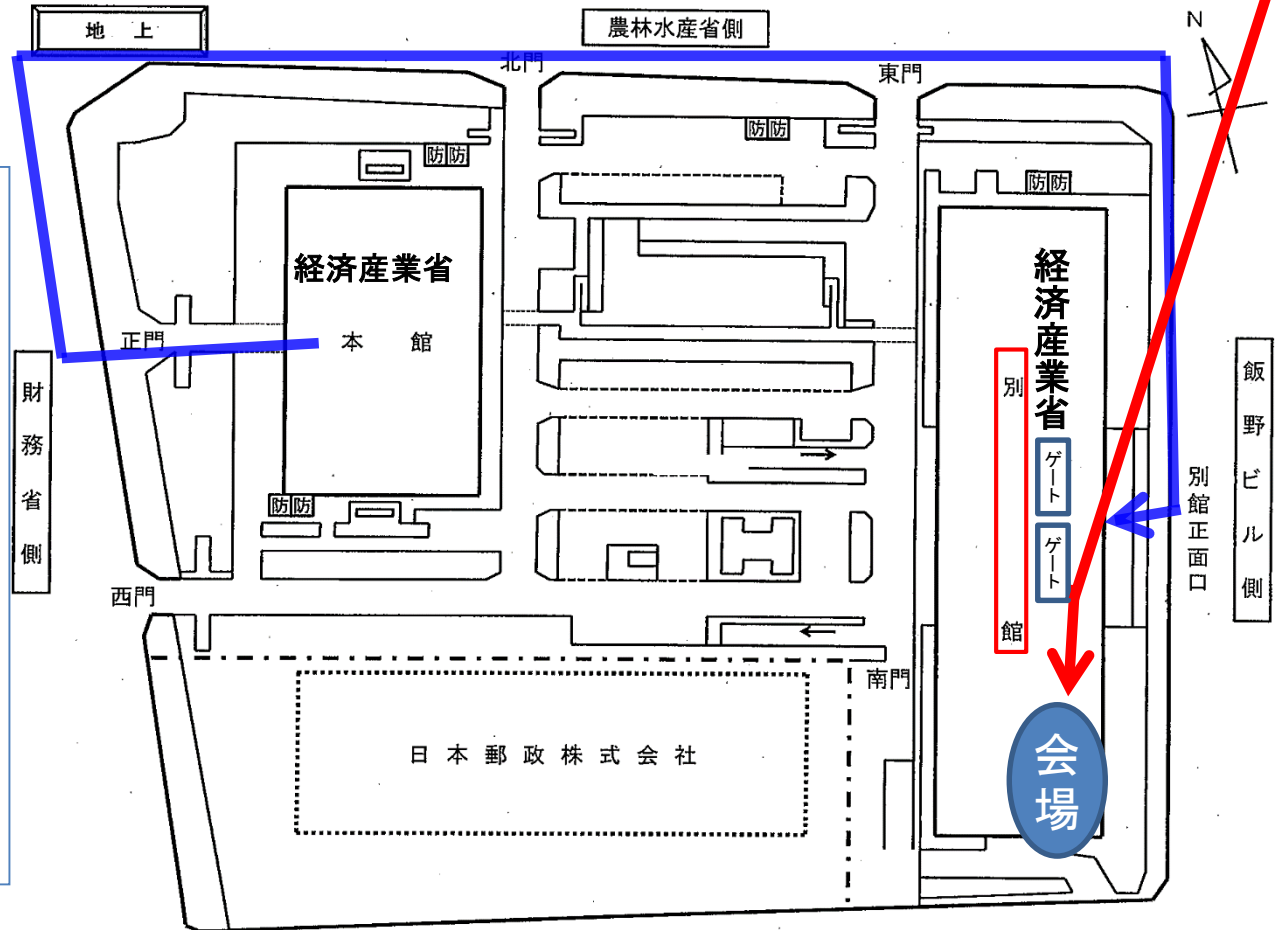 地 上
農林水産省側
N
北門
東門
防防
防防
防防
経済産業省
本 館
正門
経済産業省
別 館
ゲート
ゲート
財務省側
飯野ビル側
別館正面口
防防
西門
南門
日本郵政株式会社
会場